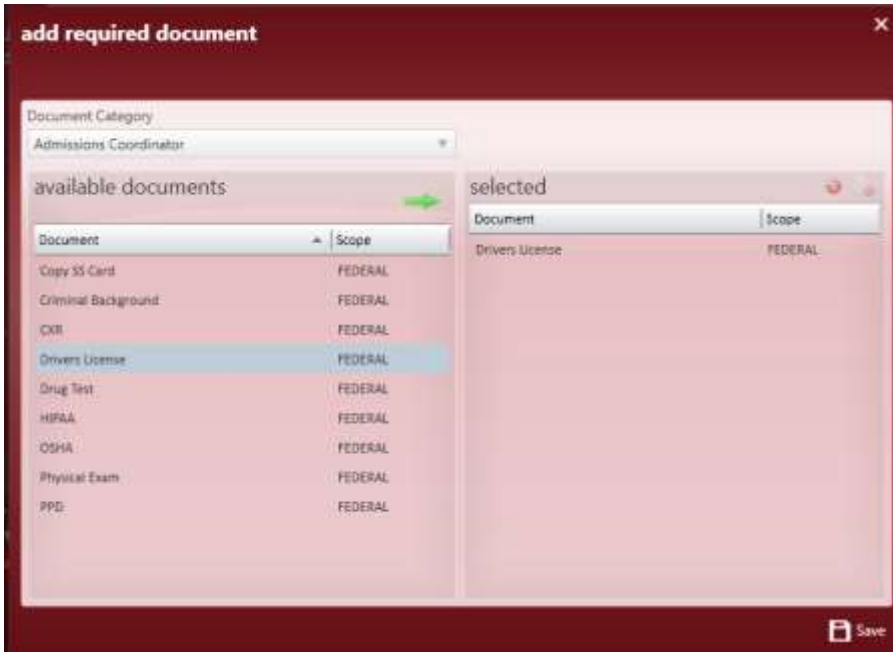 add required document
Document Category
Admissions Coordinator
available documents
Document Scope
Copy SS Card FEDERAL
Criminal Background FEDERAL
CXR FEDERAL
Drivers License FEDERAL
Drug Test FEDERAL
HIPAA FEDERAL
OSHA FEDERAL
Physical Exam FEDERAL
PPD FEDERAL
selected
Document Scope
Drivers License FEDERAL
Save